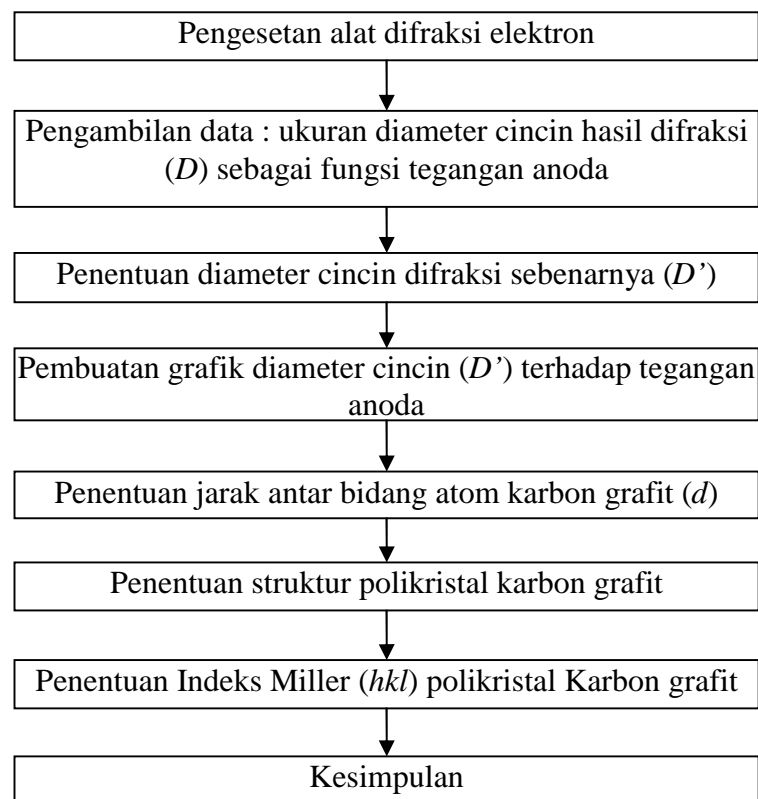 Pengesetan alat difraksi elektron
Pengambilan data : ukuran diameter cincin hasil difraksi
(D) sebagai fungsi tegangan anoda
Penentuan diameter cincin difraksi sebenarnya (D’)
Pembuatan grafik diameter cincin (D’) terhadap tegangan
anoda
Penentuan jarak antar bidang atom karbon grafit (d)
Penentuan struktur polikristal karbon grafit
Penentuan Indeks Miller (hkl) polikristal Karbon grafit
Kesimpulan